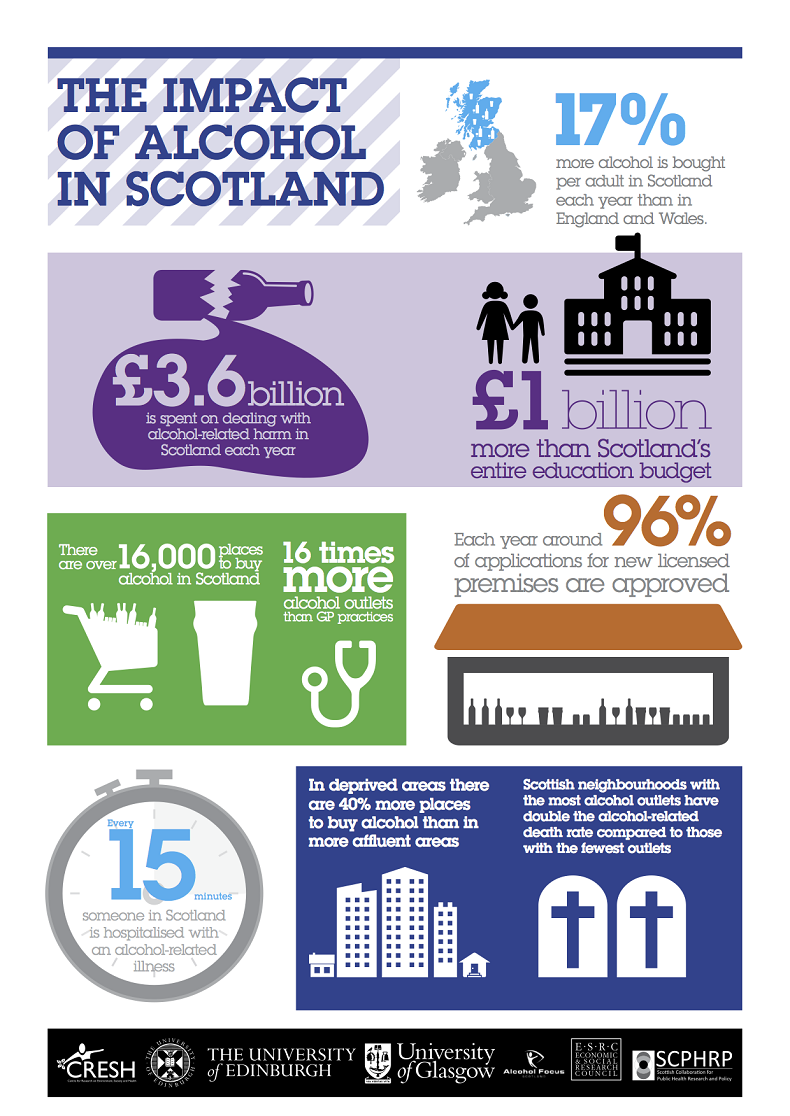 THE IMPACT
OF ALCOHOL
IN SCOTLAND
17%
more alcohol is bought
per adult in Scotland
each year than in
England and Wales.
£3.6 billion
is spent on dealing with
alcohol-related harm in
Scotland each year
£1 billion
more than Scotland's
entire education budget
There
are over 16,000 places
to buy
alcohol in Scotland
16 times
more
alcohol outlets
than GP practices
Each year around 96%
of applications for new licensed
premises are approved
Every
15
minutes
someone in Scotland
is hospitalised with
an alcohol-related
illness
In deprived areas there
are 40% more places
to buy alcohol than in
more affluent areas
Scottish neighbourhoods with
the most alcohol outlets have
double the alcohol-related
death rate compared to those
with the fewest outlets
CRESH
Centre for Research on Environment, Society and Health
THE UNIVERSITY
of EDINBURGH
University
of Glasgow
Alcohol Focus
SCOTLAND
E·S·R·C
ECONOMIC
& SOCIAL
RESEARCH
COUNCIL
SCPHRP
Scottish Collaboration for
Public Health Research and Policy